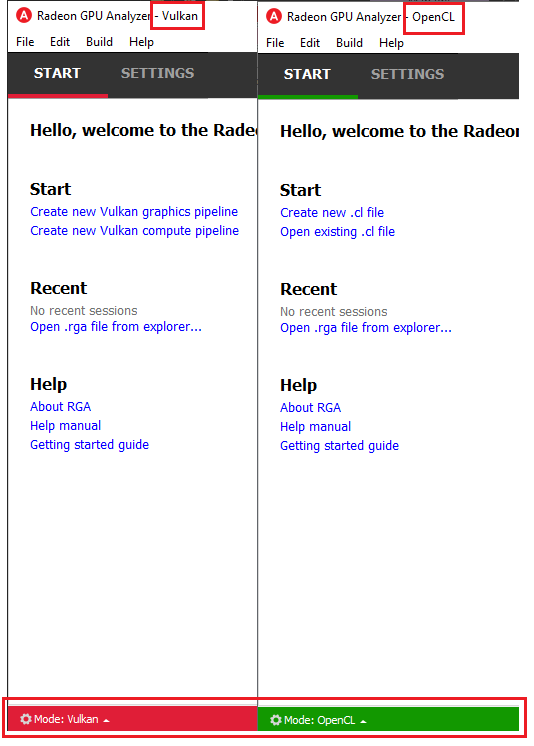 Radeon GPU Analyzer - Vulkan
File Edit Build Help
START SETTINGS
Hello, welcome to the Rade
Start
Create new Vulkan graphics pipeline
Create new Vulkan compute pipeline
Recent
No recent sessions
Open .rga file from explorer...
Help
About RGA
Help manual
Getting started guide
Mode: Vulkan
Radeon GPU Analyzer - OpenCL
File Edit Build Help
START SETTINGS
Hello, welcome to the Radeon
Start
Create new .cl file
Open existing .cl file
Recent
No recent sessions
Open .rga file from explorer...
Help
About RGA
Help manual
Getting started guide
Mode: OpenCL